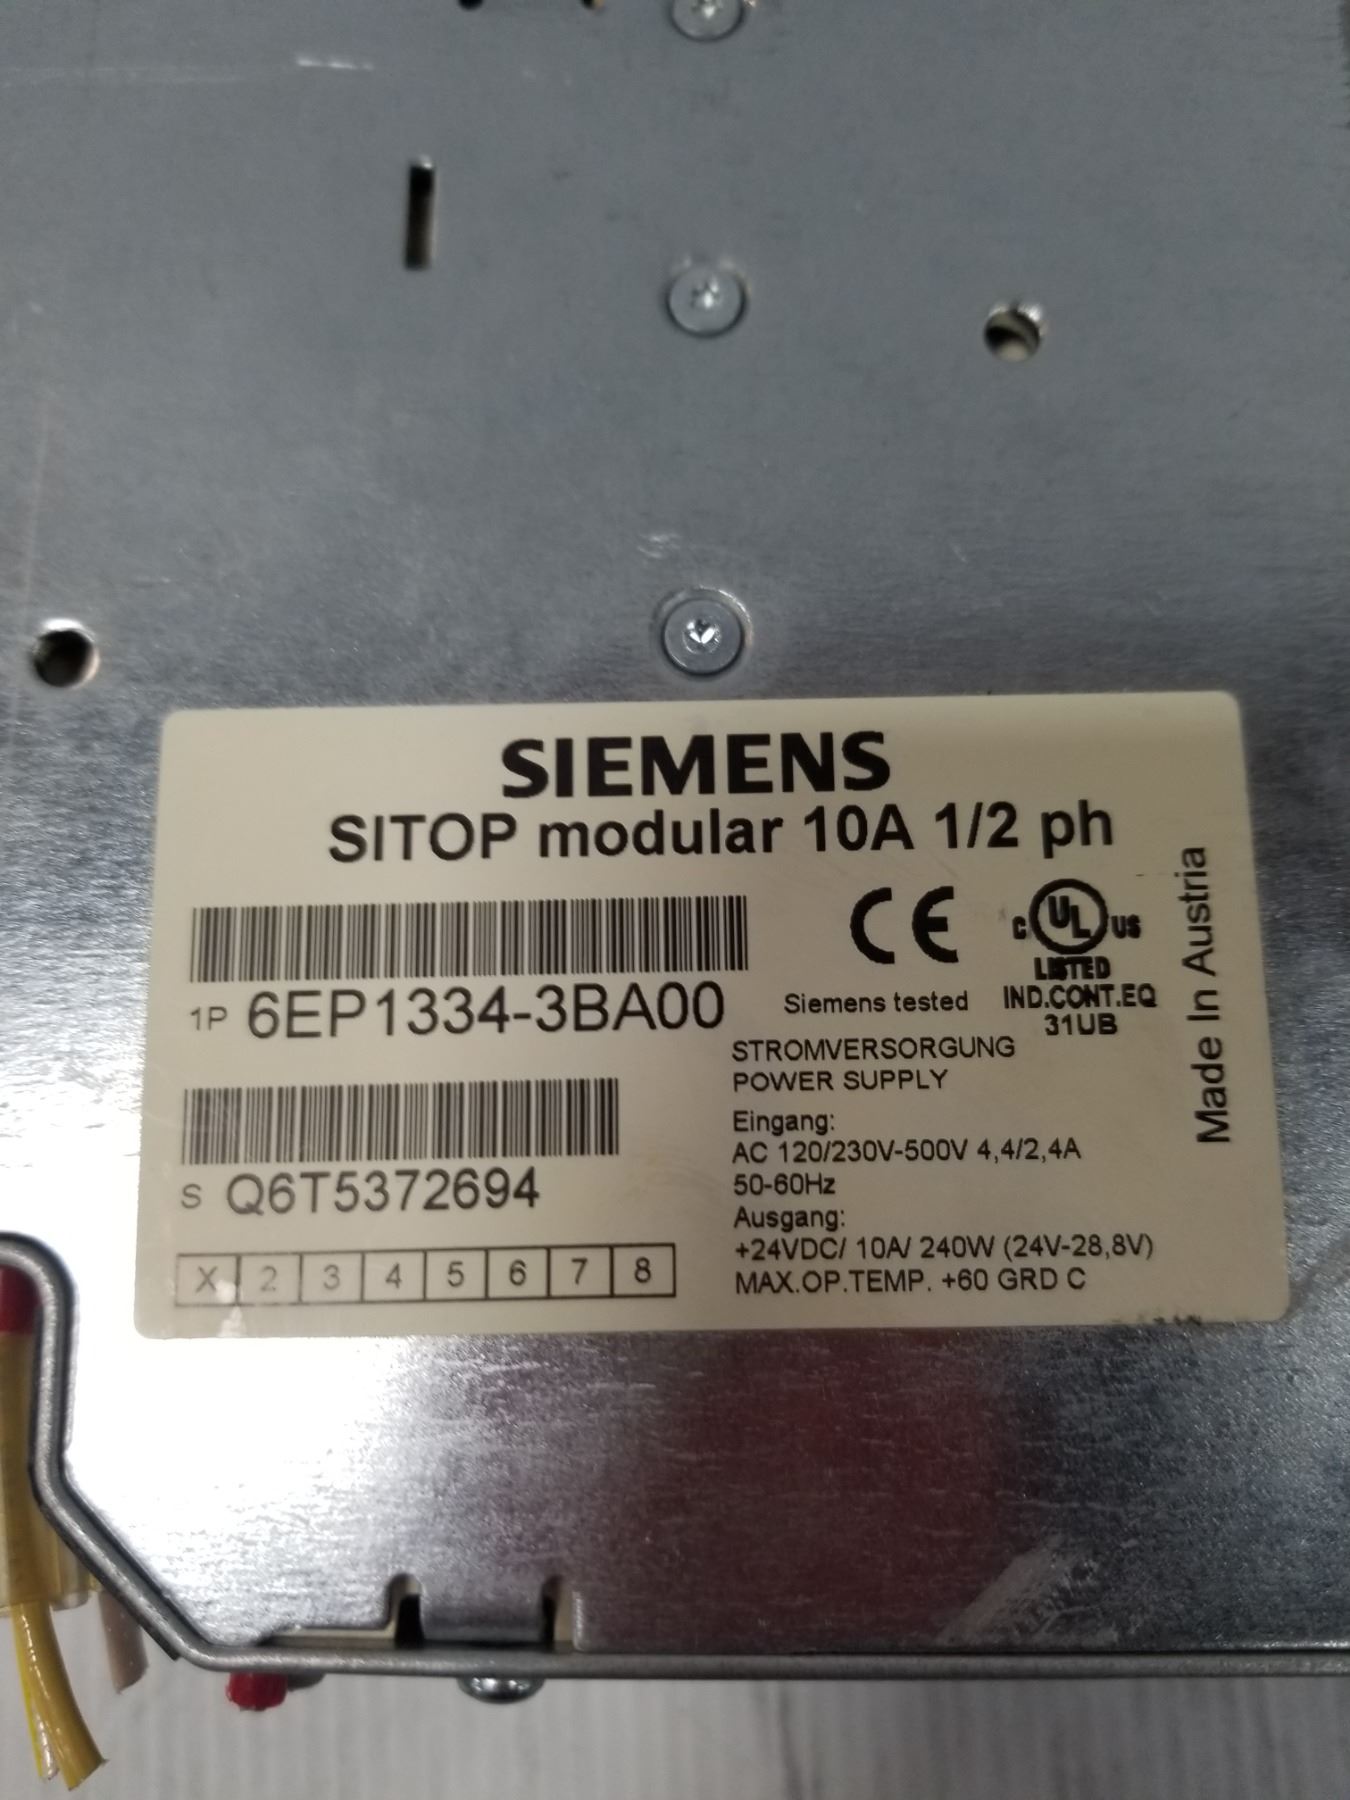 SIEMENS
SITOP modular 10A 1/2 ph
CE
C UL US
LISTED
IND.CONT.EQ
31UB
Siemens tested
Made In Austria
1P 6EP1334-3BA00
S Q6T5372694
X 2 3 4 5 6 7 8
STROMVERSORGUNG
POWER SUPPLY
Eingang:
AC 120/230V-500V 4,4/2,4A
50-60Hz
Ausgang:
+24VDC/ 10A/ 240W (24V-28,8V)
MAX.OP.TEMP. +60 GRD C